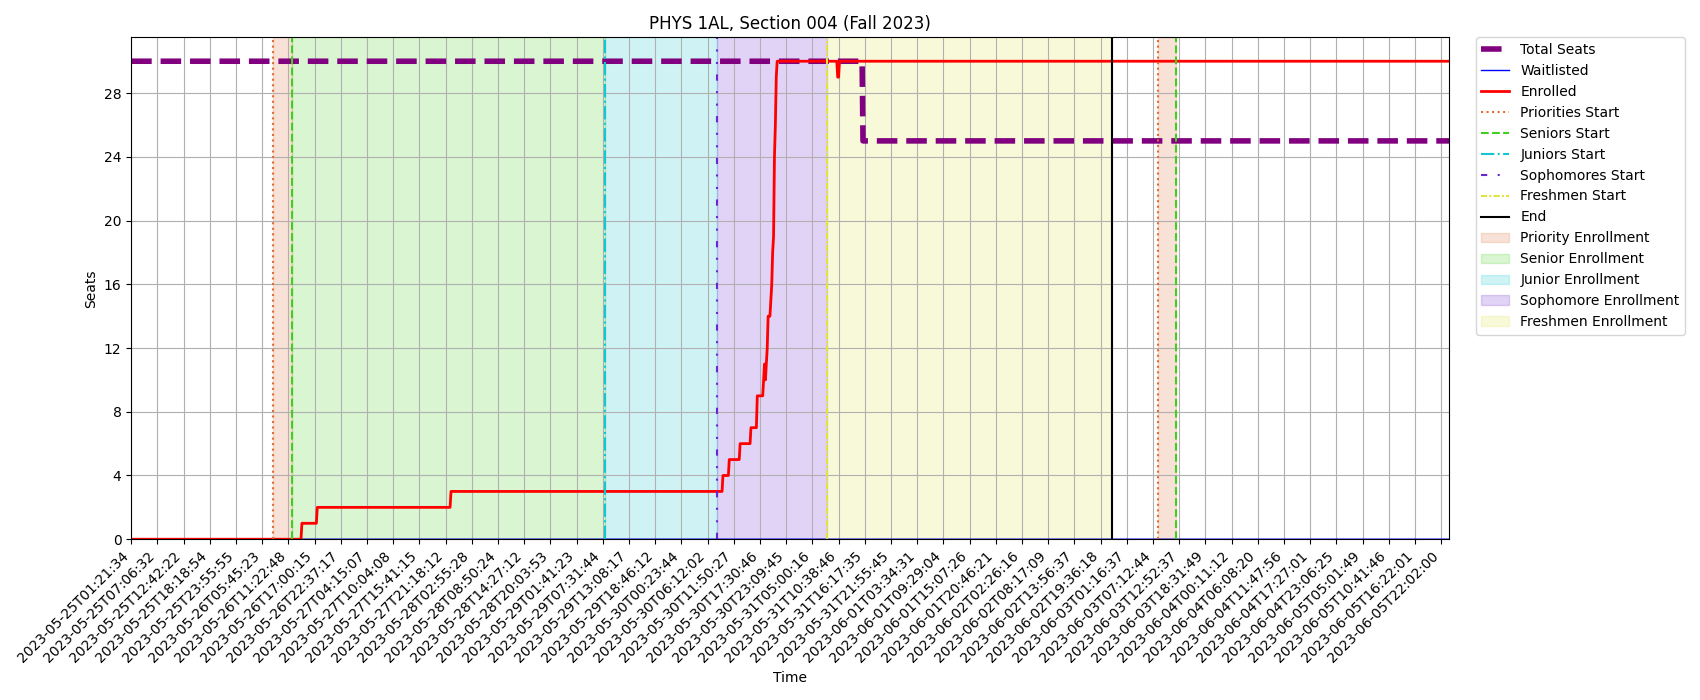 PHYS 1AL, Section 004 (Fall 2023)
Seats
28
24
20
16
12
8
4
0
2023-05-25T01:21:34
2023-05-25T07:06:32
2023-05-25T12:42:22
2023-05-25T18:18:54
2023-05-25T23:55:55
2023-05-26T05:45:23
2023-05-26T11:22:48
2023-05-26T17:00:15
2023-05-26T22:37:17
2023-05-27T04:15:07
2023-05-27T10:04:08
2023-05-27T15:41:15
2023-05-27T21:18:12
2023-05-28T02:55:28
2023-05-28T08:50:24
2023-05-28T14:27:12
2023-05-28T20:03:53
2023-05-29T01:41:23
2023-05-29T07:31:44
2023-05-29T13:08:17
2023-05-29T18:46:12
2023-05-30T00:23:44
2023-05-30T06:12:02
2023-05-30T11:50:27
2023-05-30T17:30:46
2023-05-30T23:09:45
2023-05-31T05:00:16
2023-05-31T10:38:46
2023-05-31T16:17:35
2023-05-31T21:55:45
2023-06-01T03:34:31
2023-06-01T09:29:04
2023-06-01T15:07:26
2023-06-01T20:46:21
2023-06-02T02:26:16
2023-06-02T08:17:09
2023-06-02T13:56:37
2023-06-02T19:36:18
2023-06-03T01:16:37
2023-06-03T07:12:44
2023-06-03T12:52:37
2023-06-03T18:31:49
2023-06-04T00:11:12
2023-06-04T06:08:20
2023-06-04T11:47:56
2023-06-04T17:27:01
2023-06-04T23:06:25
2023-06-05T05:01:49
2023-06-05T10:41:46
2023-06-05T16:22:01
2023-06-05T22:02:00
Time
Total Seats
Waitlisted
Enrolled
Priorities Start
Seniors Start
Juniors Start
Sophomores Start
Freshmen Start
End
Priority Enrollment
Senior Enrollment
Junior Enrollment
Sophomore Enrollment
Freshmen Enrollment